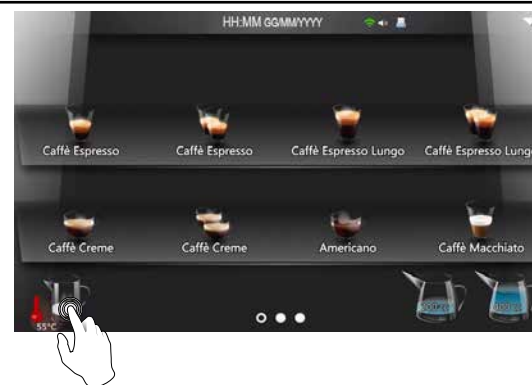 HH:MM GG/MM/YYYY
Caffè Espresso Caffè Espresso Caffè Espresso Lungo Caffè Espresso Lung
Caffè Creme Caffè Creme Americano Caffè Macchiato
55°C